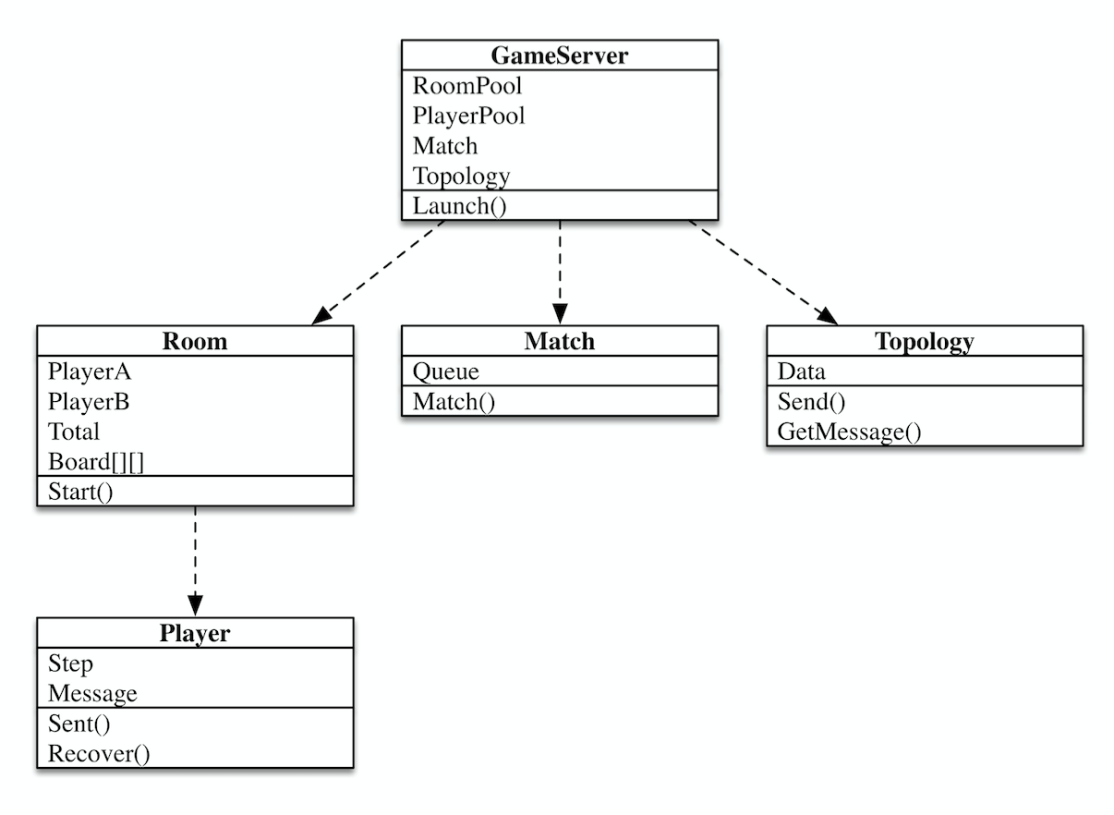 GameServer
RoomPool
PlayerPool
Match
Topology
Launch()
Room
PlayerA
PlayerB
Total
Board[][]
Start()
Match
Queue
Match()
Topology
Data
Send()
GetMessage()
Player
Step
Message
Sent()
Recover()